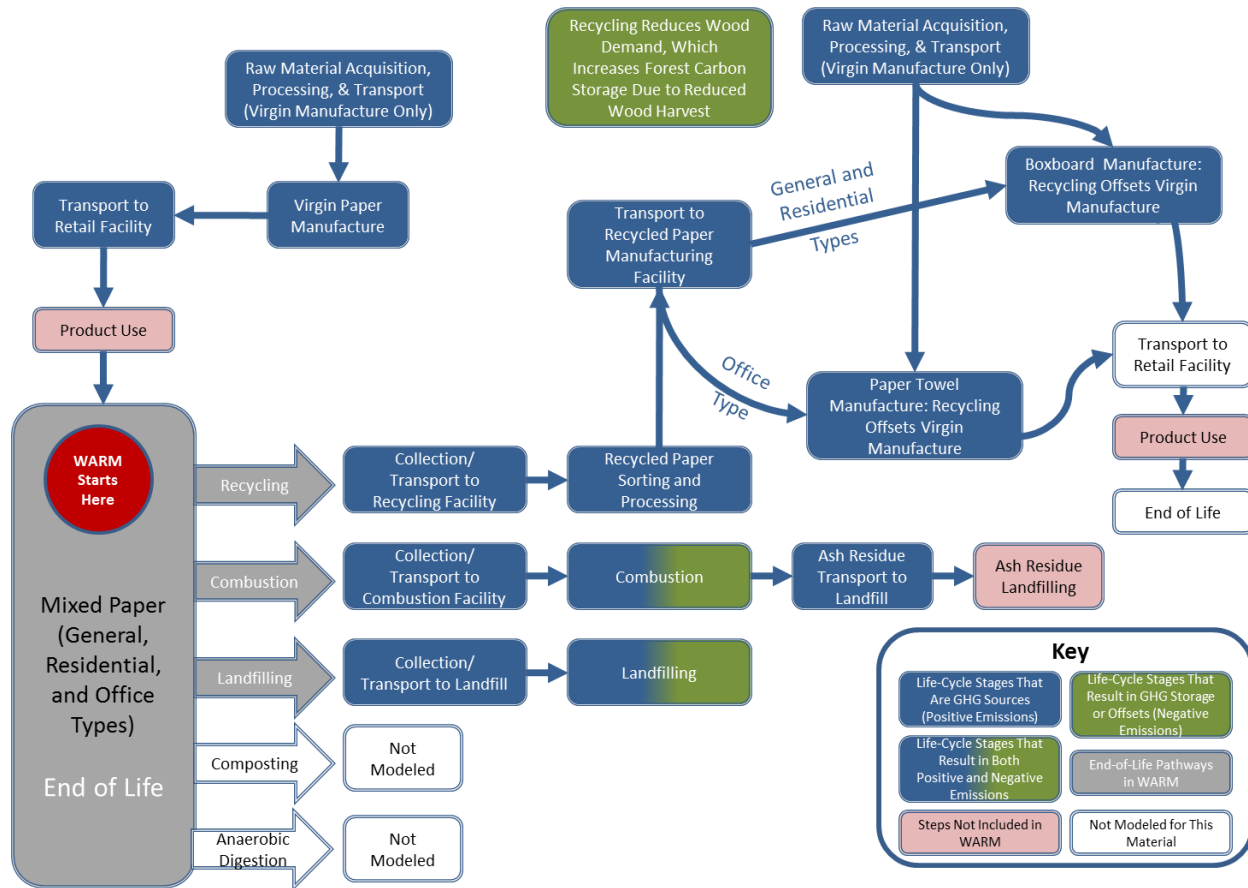 Raw Material Acquisition,
Processing, & Transport
(Virgin Manufacture Only)
Recycling Reduces Wood
Demand, Which
Increases Forest Carbon
Storage Due to Reduced
Wood Harvest
Raw Material Acquisition,
Processing, & Transport
(Virgin Manufacture Only)
Transport to
Retail Facility
Virgin Paper
Manufacture
Transport to
Recycled Paper
Manufacturing
Facility
General and
Residential
Types
Boxboard Manufacture:
Recycling Offsets Virgin
Manufacture
Product Use
Office
Type
Paper Towel
Manufacture: Recycling
Offsets Virgin
Manufacture
Transport to
Retail Facility
Product Use
End of Life
WARM
Starts
Here
Mixed Paper
(General,
Residential,
and Office
Types)
End of Life
Recycling
Collection/
Transport to
Recycling Facility
Recycled Paper
Sorting and
Processing
Combustion
Collection/
Transport to
Combustion Facility
Combustion
Ash Residue
Transport to
Landfill
Ash Residue
Landfilling
Landfilling
Collection/
Transport to Landfill
Landfilling
Composting
Not
Modeled
Anaerobic
Digestion
Not
Modeled
Key
Life-Cycle Stages That
Are GHG Sources
(Positive Emissions)
Life-Cycle Stages That
Result in GHG Storage
or Offsets (Negative
Emissions)
Life-Cycle Stages That
Result in Both
Positive and Negative
Emissions
End-of-Life Pathways
in WARM
Steps Not Included in
WARM
Not Modeled for This
Material